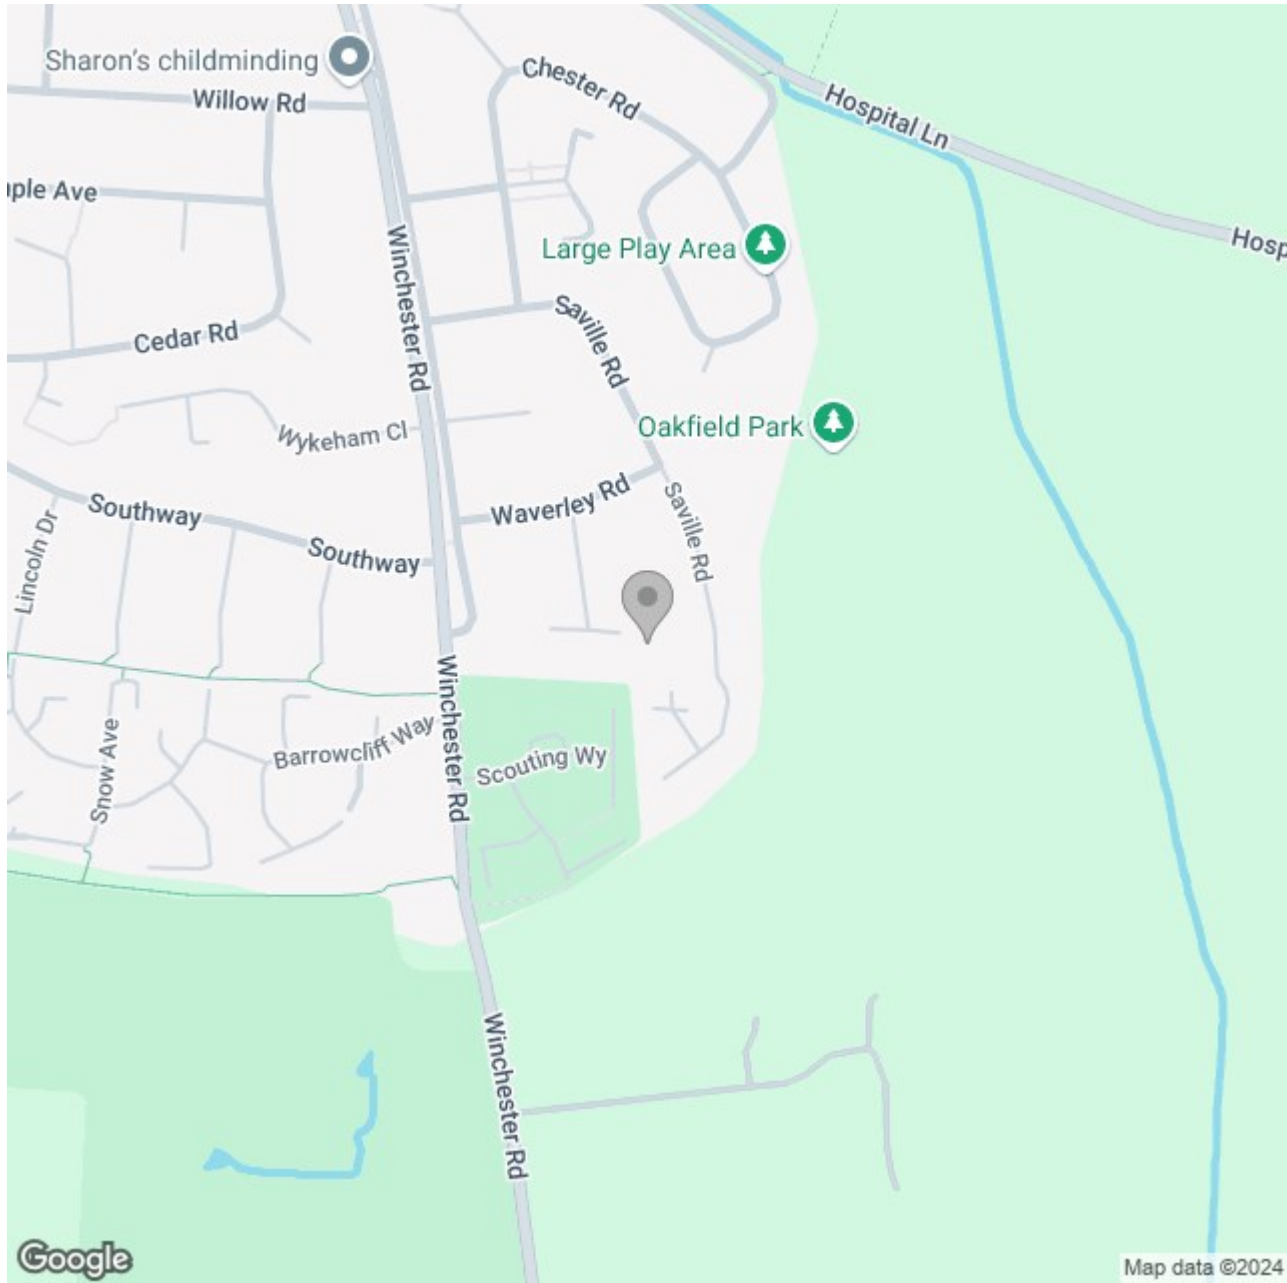 Sharon's childminding
Willow Rd
Chester Rd
Hospital Ln
ple Ave
Hosp
Large Play Area
Winchester Rd
Cedar Rd
Saville Rd
Wykeham Cl
Oakfield Park
Southway
Waverley Rd
Saville Rd
Lincoln Dr
Southway
Winchester Rd
Barrowcliff Way
Snow Ave
Scouting Wy
Winchester Rd
Google
Map data ©2024